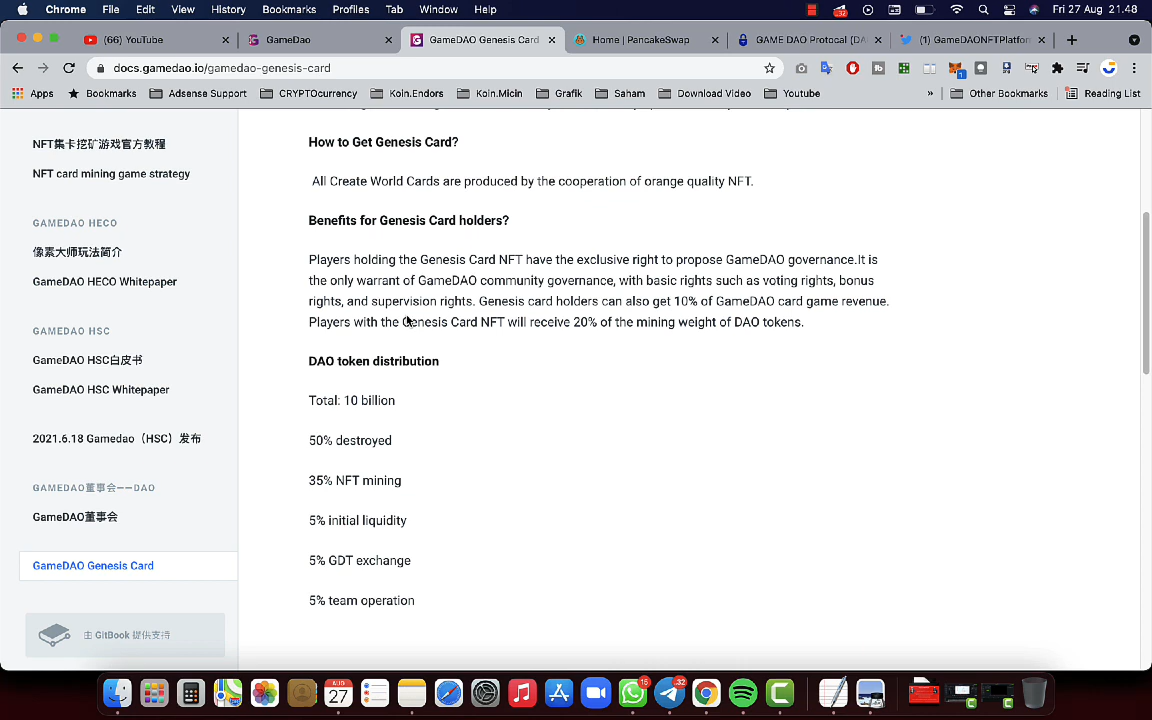 Chrome File Edit View History Bookmarks Profiles Tab Window Help Fri 27 Aug 21.48
(66) YouTube GameDao GameDAO Genesis Card Home | PancakeSwap GAME DAO Protocal (DA (1) GameDAONFTPlatfor
docs.gamedao.io/gamedao-genesis-card
Apps Bookmarks Adsense Support CRYPTOcurrency Koin.Endors Koin.Micin Grafik Saham Download Video Youtube » Other Bookmarks Reading List
NFT集卡挖矿游戏官方教程
NFT card mining game strategy
GAMEDAO HECO
像素大师玩法简介
GameDAO HECO Whitepaper
GAMEDAO HSC
GameDAO HSC白皮书
GameDAO HSC Whitepaper
2021.6.18 Gamedao（HSC）发布
GAMEDAO董事会——DAO
GameDAO董事会
GameDAO Genesis Card
由 GitBook 提供支持
How to Get Genesis Card?
All Create World Cards are produced by the cooperation of orange quality NFT.
Benefits for Genesis Card holders?
Players holding the Genesis Card NFT have the exclusive right to propose GameDAO governance.It is
the only warrant of GameDAO community governance, with basic rights such as voting rights, bonus
rights, and supervision rights. Genesis card holders can also get 10% of GameDAO card game revenue.
Players with the Genesis Card NFT will receive 20% of the mining weight of DAO tokens.
DAO token distribution
Total: 10 billion
50% destroyed
35% NFT mining
5% initial liquidity
5% GDT exchange
5% team operation
AUG
27
15